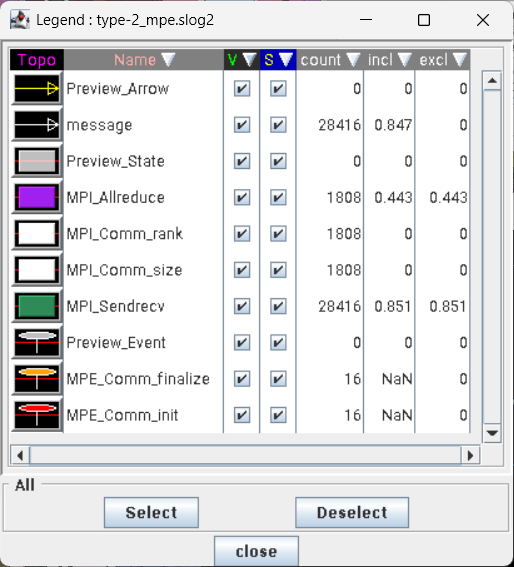 Legend : type-2_mpe.slog2
Topo Name V S count incl excl
Preview_Arrow 0 0 0
message 28416 0.847 0
Preview_State 0 0 0
MPI_Allreduce 1808 0.443 0.443
MPI_Comm_rank 1808 0 0
MPI_Comm_size 1808 0 0
MPI_Sendrecv 28416 0.851 0.851
Preview_Event 0 0 0
MPE_Comm_finalize 16 NaN 0
MPE_Comm_init 16 NaN 0
All
Select Deselect
close